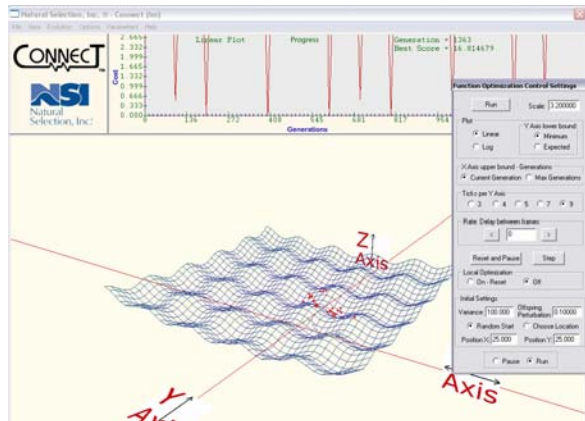 Natural Selection, Inc. ® - Connect (tm)
File View Evolution Options Parameters Help
CONNECT™
NSI
Natural
Selection, Inc.®
Linear Plot
Progress
Generation = 1363
Best Score = 16.814679
Cost
2.665
2.332
1.999
1.665
1.332
0.999
0.666
0.333
0.000
0 136 272 408 545 681 817 954
Generations
Function Optimization Control Settings
Run
Scale: 3.200000
Plot
Linear
Log
Y Axis lower bound:
Minimum
Expected
X Axis upper bound - Generations
Current Generation Max Generations
Ticks per Y Axis
3 4 5 7 9
Rate: Delay between frames:
< 0 >
Reset and Pause Step
Local Optimization
On - Reset Off
Initial Settings
Variance: 100.000 Offspring Perturbation: 0.10000
Random Start Choose Location
Position X: 25.000 Position Y: 25.000
Pause Run
Z
Axis
Axis
Y